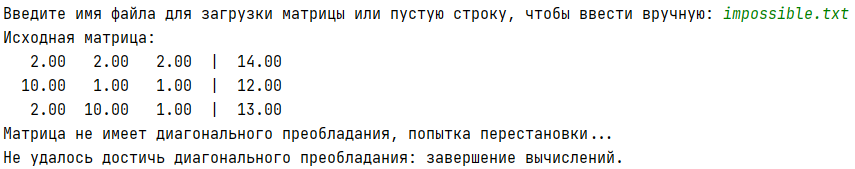 Введите имя файла для загрузки матрицы или пустую строку, чтобы ввести вручную: impossible.txt
Исходная матрица:
2.00 2.00 2.00 | 14.00
10.00 1.00 1.00 | 12.00
2.00 10.00 1.00 | 13.00
Матрица не имеет диагонального преобладания, попытка перестановки...
Не удалось достичь диагонального преобладания: завершение вычислений.